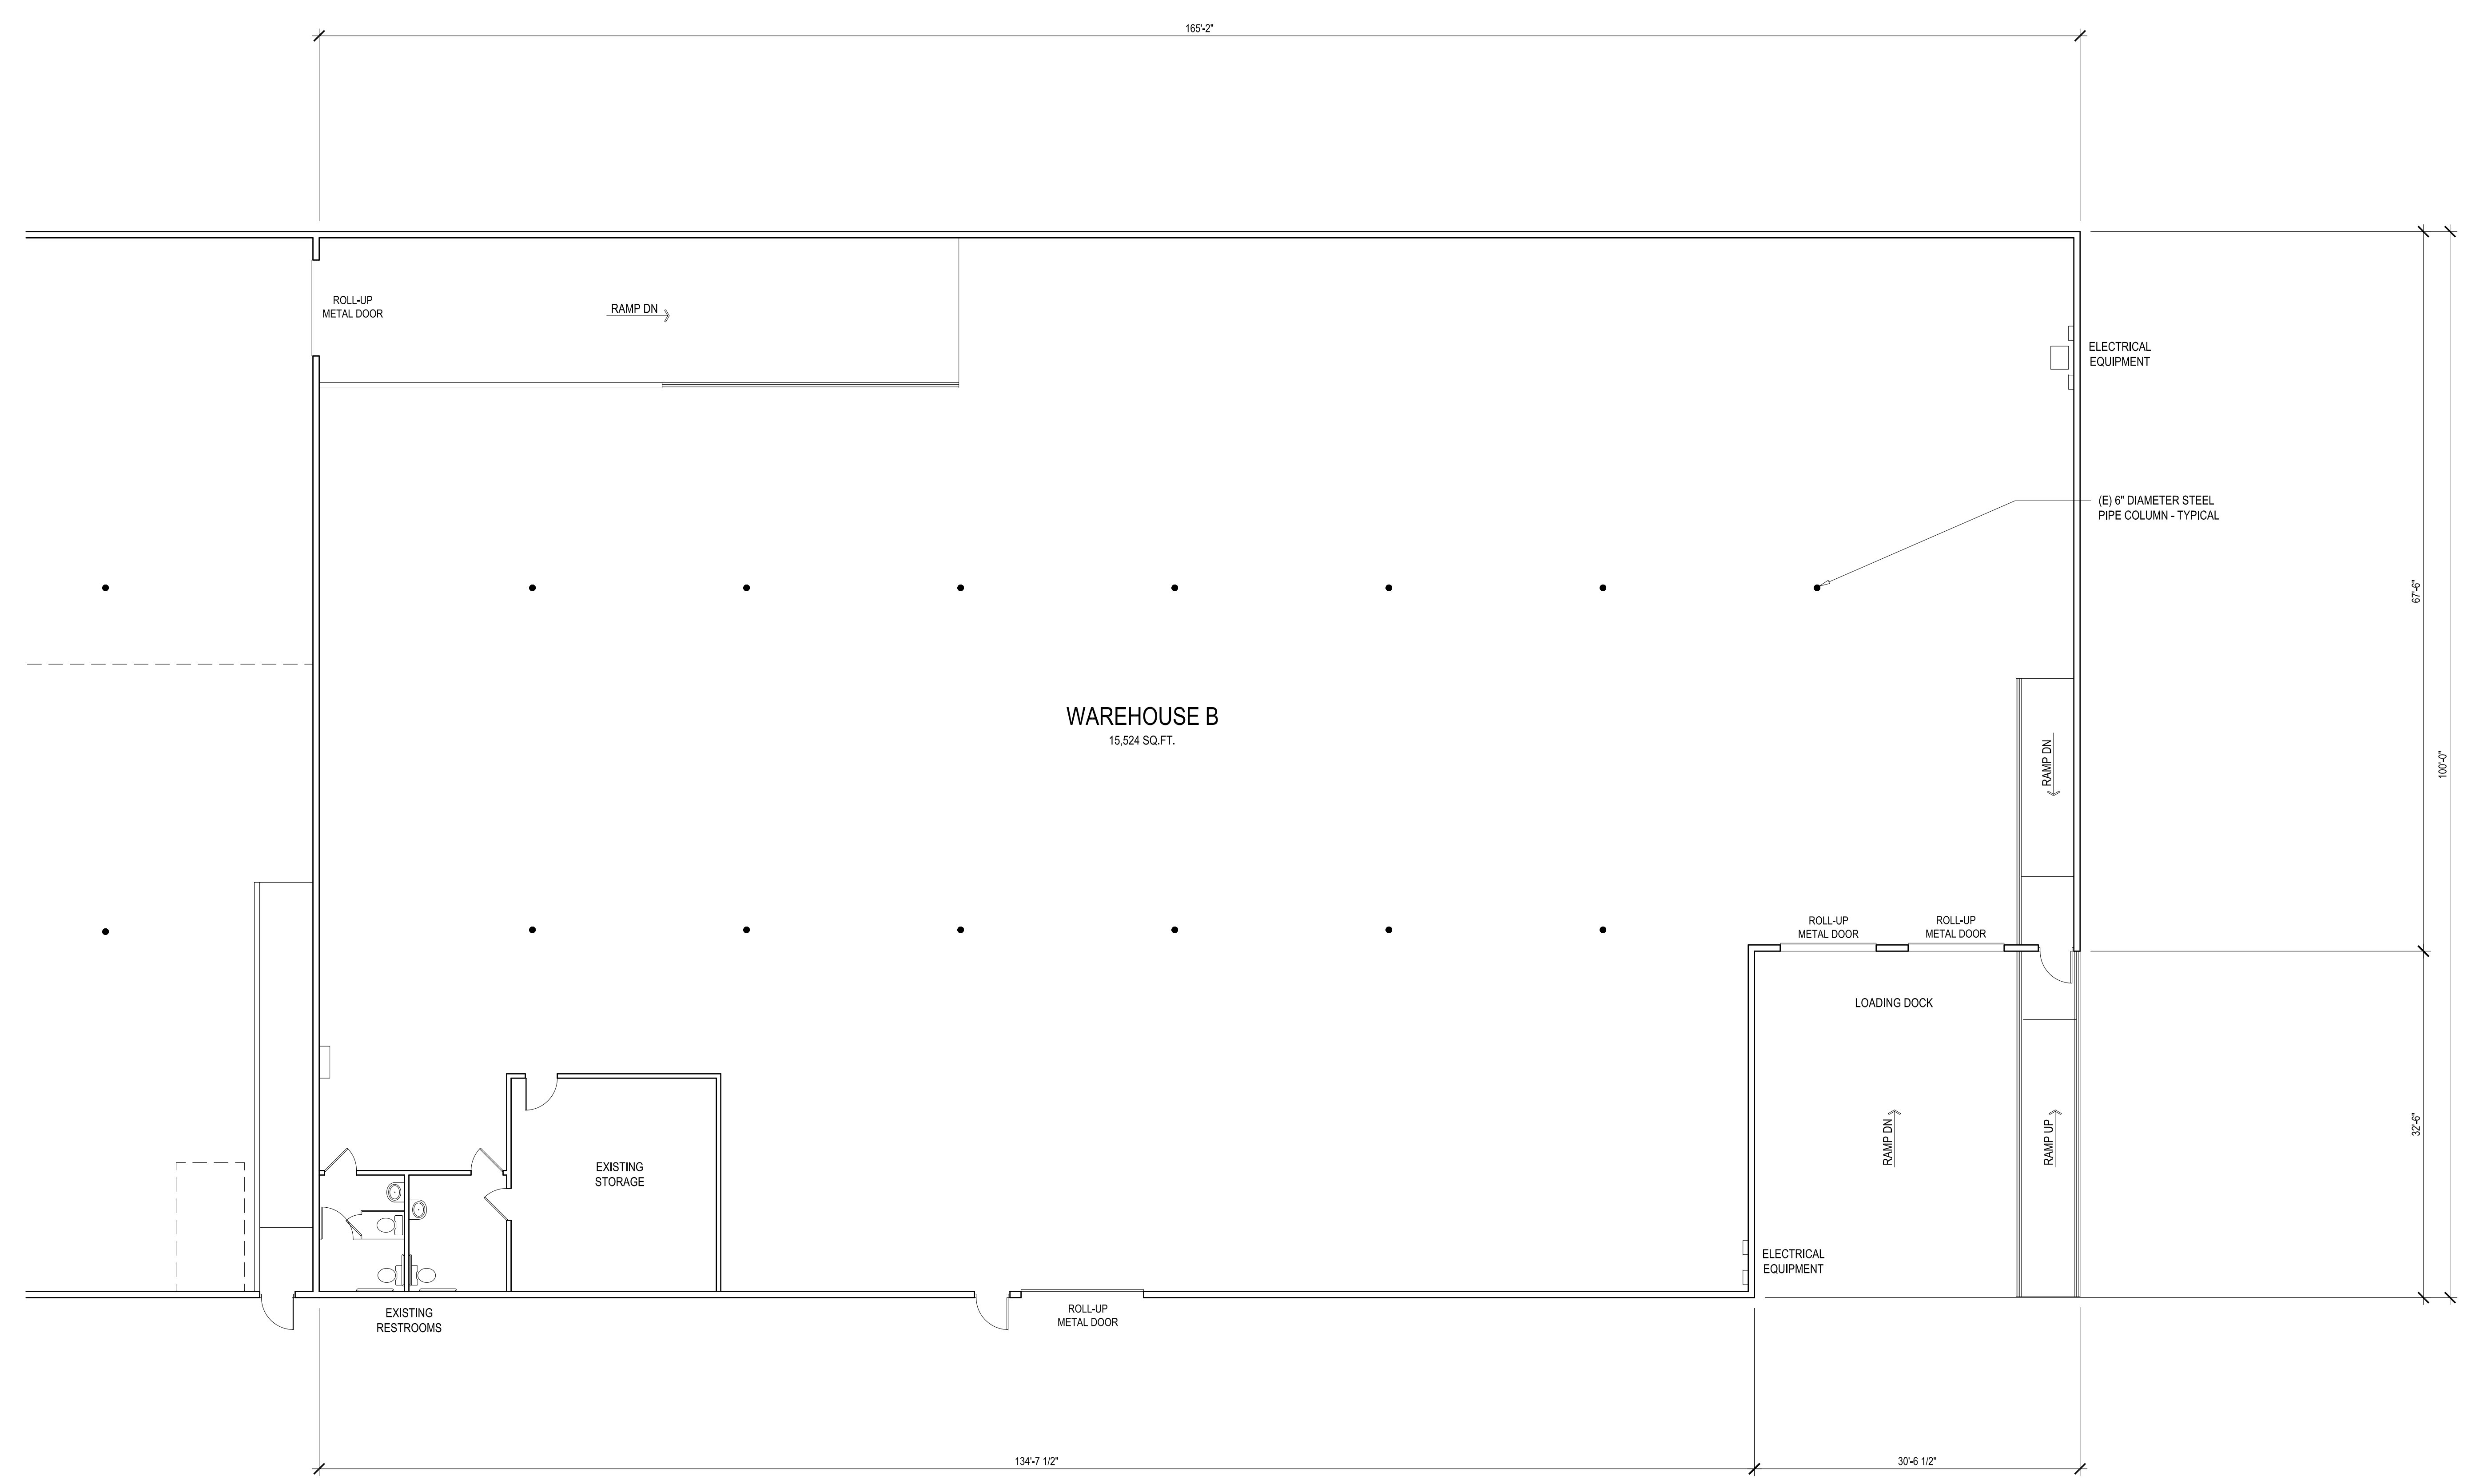 165'-2"
ROLL-UP
METAL DOOR
RAMP DN
ELECTRICAL
EQUIPMENT
(E) 6" DIAMETER STEEL
PIPE COLUMN - TYPICAL
67'-6"
WAREHOUSE B
15,524 SQ.FT.
RAMP DN
100'-0"
ROLL-UP
METAL DOOR
ROLL-UP
METAL DOOR
LOADING DOCK
RAMP DN
RAMP UP
32'-6"
EXISTING
STORAGE
ELECTRICAL
EQUIPMENT
EXISTING
RESTROOMS
ROLL-UP
METAL DOOR
134'-7 1/2"
30'-6 1/2"